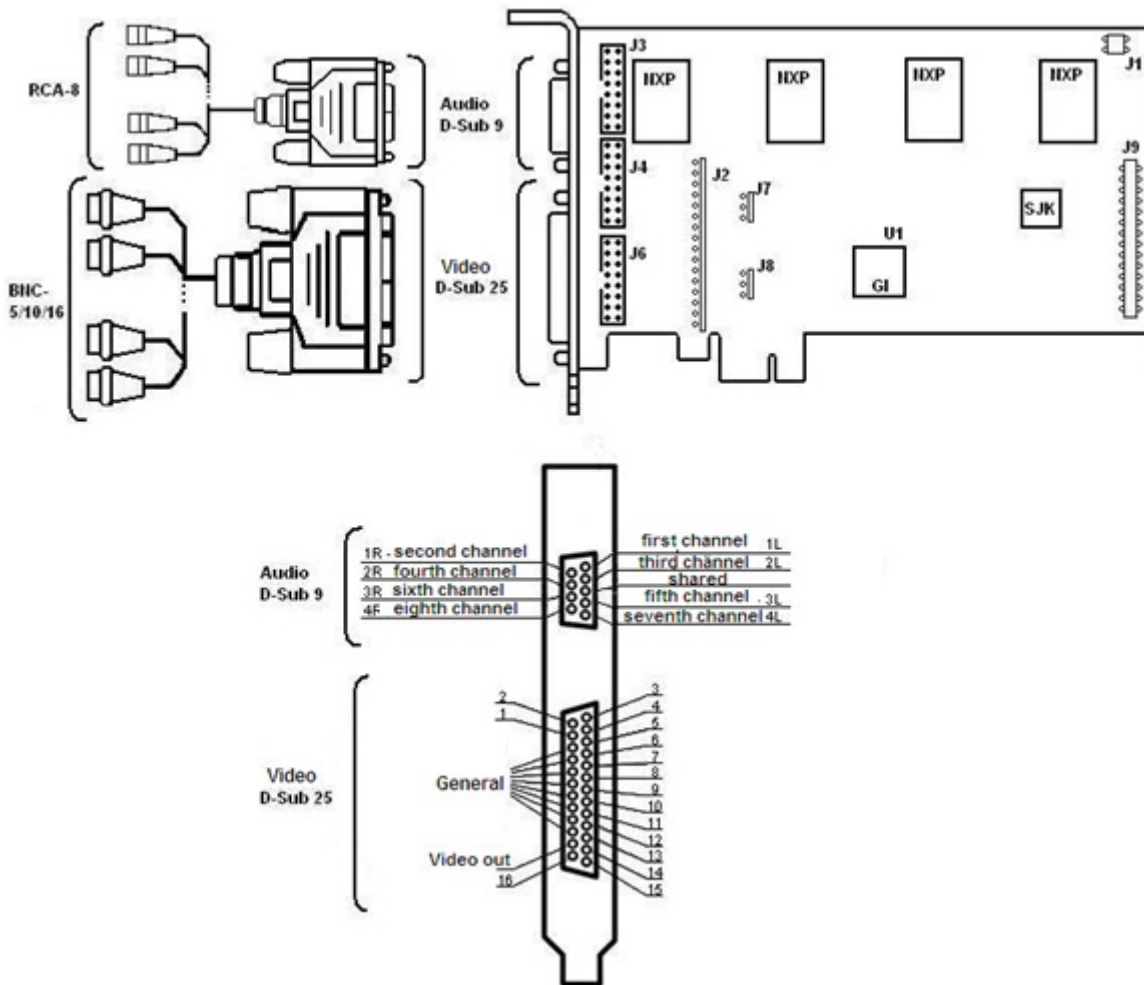 RCA-8
Audio
D-Sub 9
BNC-
5/10/16
Video
D-Sub 25
J3
J4
J6
J2
J7
J8
NXP
NXP
NXP
NXP
J1
J9
SJK
U1
GI
Audio
D-Sub 9
1R . second channel
2R fourth channel
3R sixth channel
4F eighth channel
first channel 1L
third channel 2L
shared
fifth channel . 3L
seventh channel 4L
Video
D-Sub 25
2
1
General
Video out
16
3
4
5
6
7
8
9
10
11
12
13
14
15